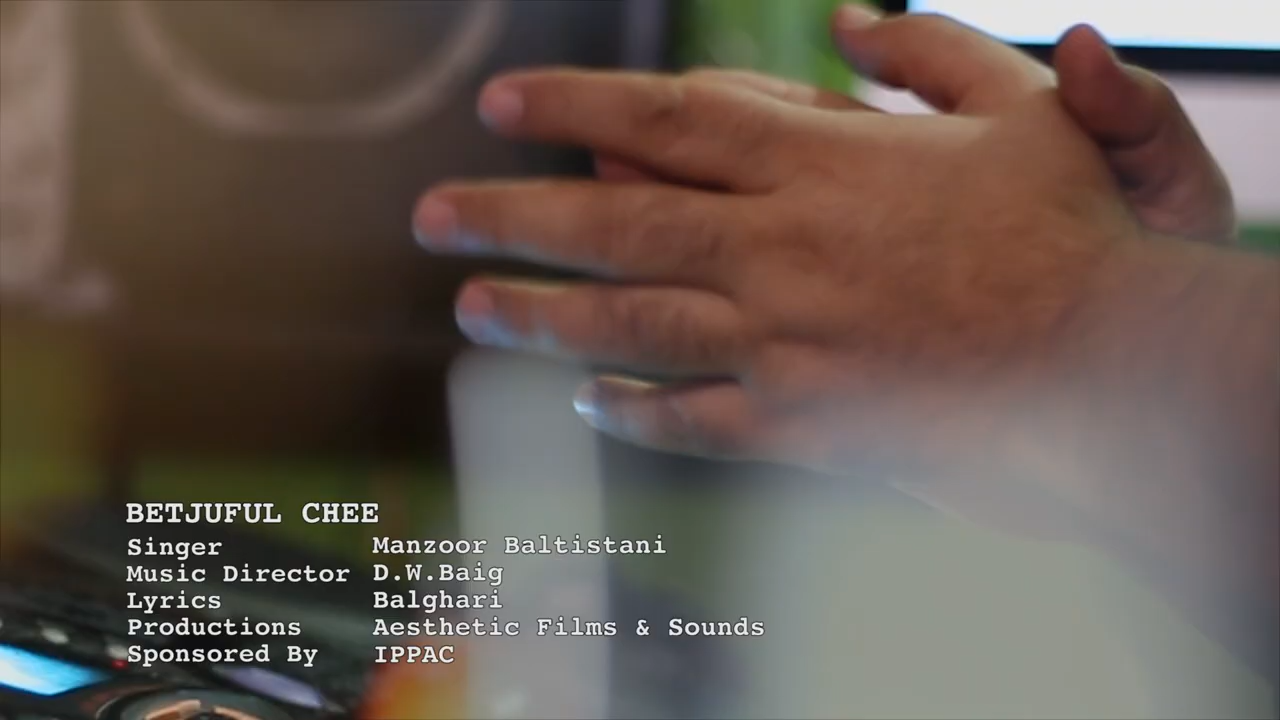 BETJUFUL CHEE
Singer Manzoor Baltistani
Music Director D.W.Baig
Lyrics Balghari
Productions Aesthetic Films & Sounds
Sponsored By IPPAC